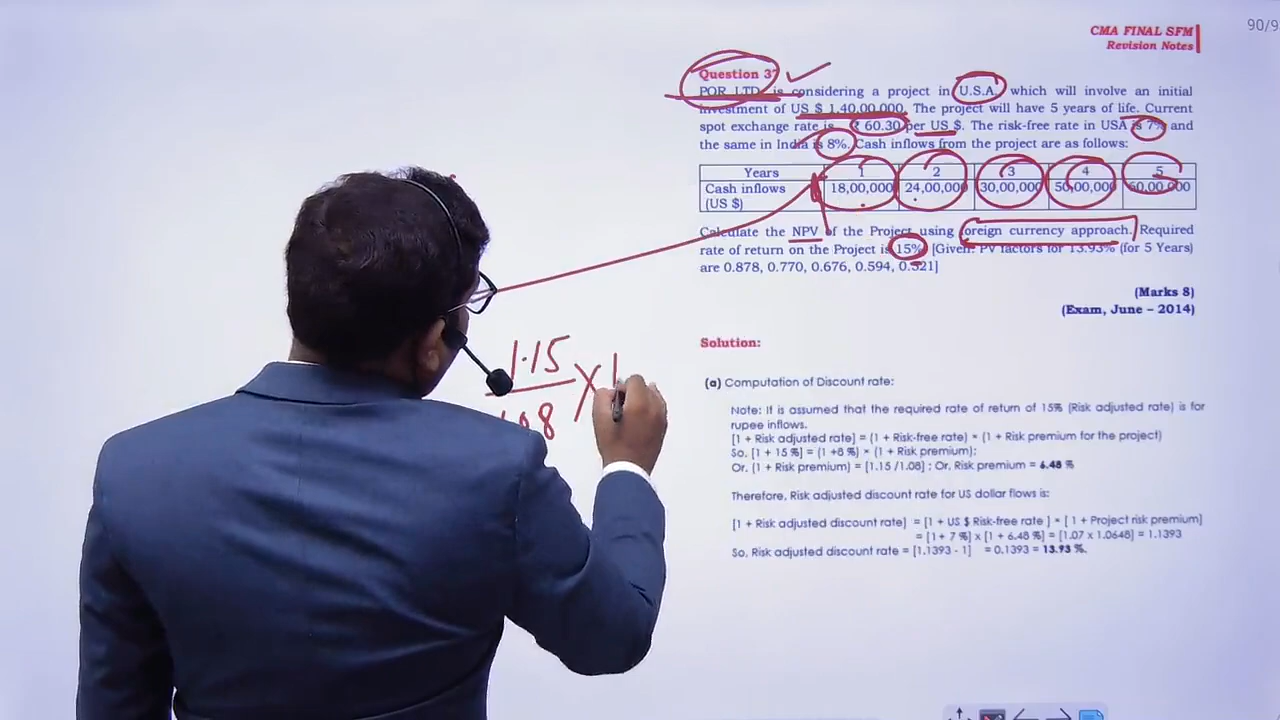 90/9
CMA FINAL SFM
Revision Notes
Question 3
POR LTD. is considering a project in U.S.A. which will involve an initial
investment of US $ 1,40,00,000. The project will have 5 years of life. Current
spot exchange rate is ₹ 60.30 per US $. The risk-free rate in USA is 7% and
the same in India is 8%. Cash inflows from the project are as follows:
Years 1 2 3 4 5
Cash inflows 18,00,000 24,00,000 30,00,000 50,00,000 60,00,000
(US $)
Calculate the NPV of the Project using foreign currency approach. Required
rate of return on the Project is 15% [Given: PV factors for 13.93% (for 5 Years)
are 0.878, 0.770, 0.676, 0.594, 0.521]
(Marks 8)
(Exam, June – 2014)
Solution:
1.15
× 1
08
(a) Computation of Discount rate:
Note: It is assumed that the required rate of return of 15% (Risk adjusted rate) is for
rupee inflows.
[1 + Risk adjusted rate] = (1 + Risk-free rate) × (1 + Risk premium for the project)
So, [1 + 15 %] = (1 +8 %) × (1 + Risk premium);
Or, (1 + Risk premium) = [1.15 /1.08] ; Or, Risk premium = 6.48 %
Therefore, Risk adjusted discount rate for US dollar flows is:
[1 + Risk adjusted discount rate] = [1 + US $ Risk-free rate ] × [ 1 + Project risk premium]
= [1 + 7 %] x [1 + 6.48 %] = [1.07 x 1.0648] = 1.1393
So, Risk adjusted discount rate = [1.1393 - 1] = 0.1393 = 13.93 %.